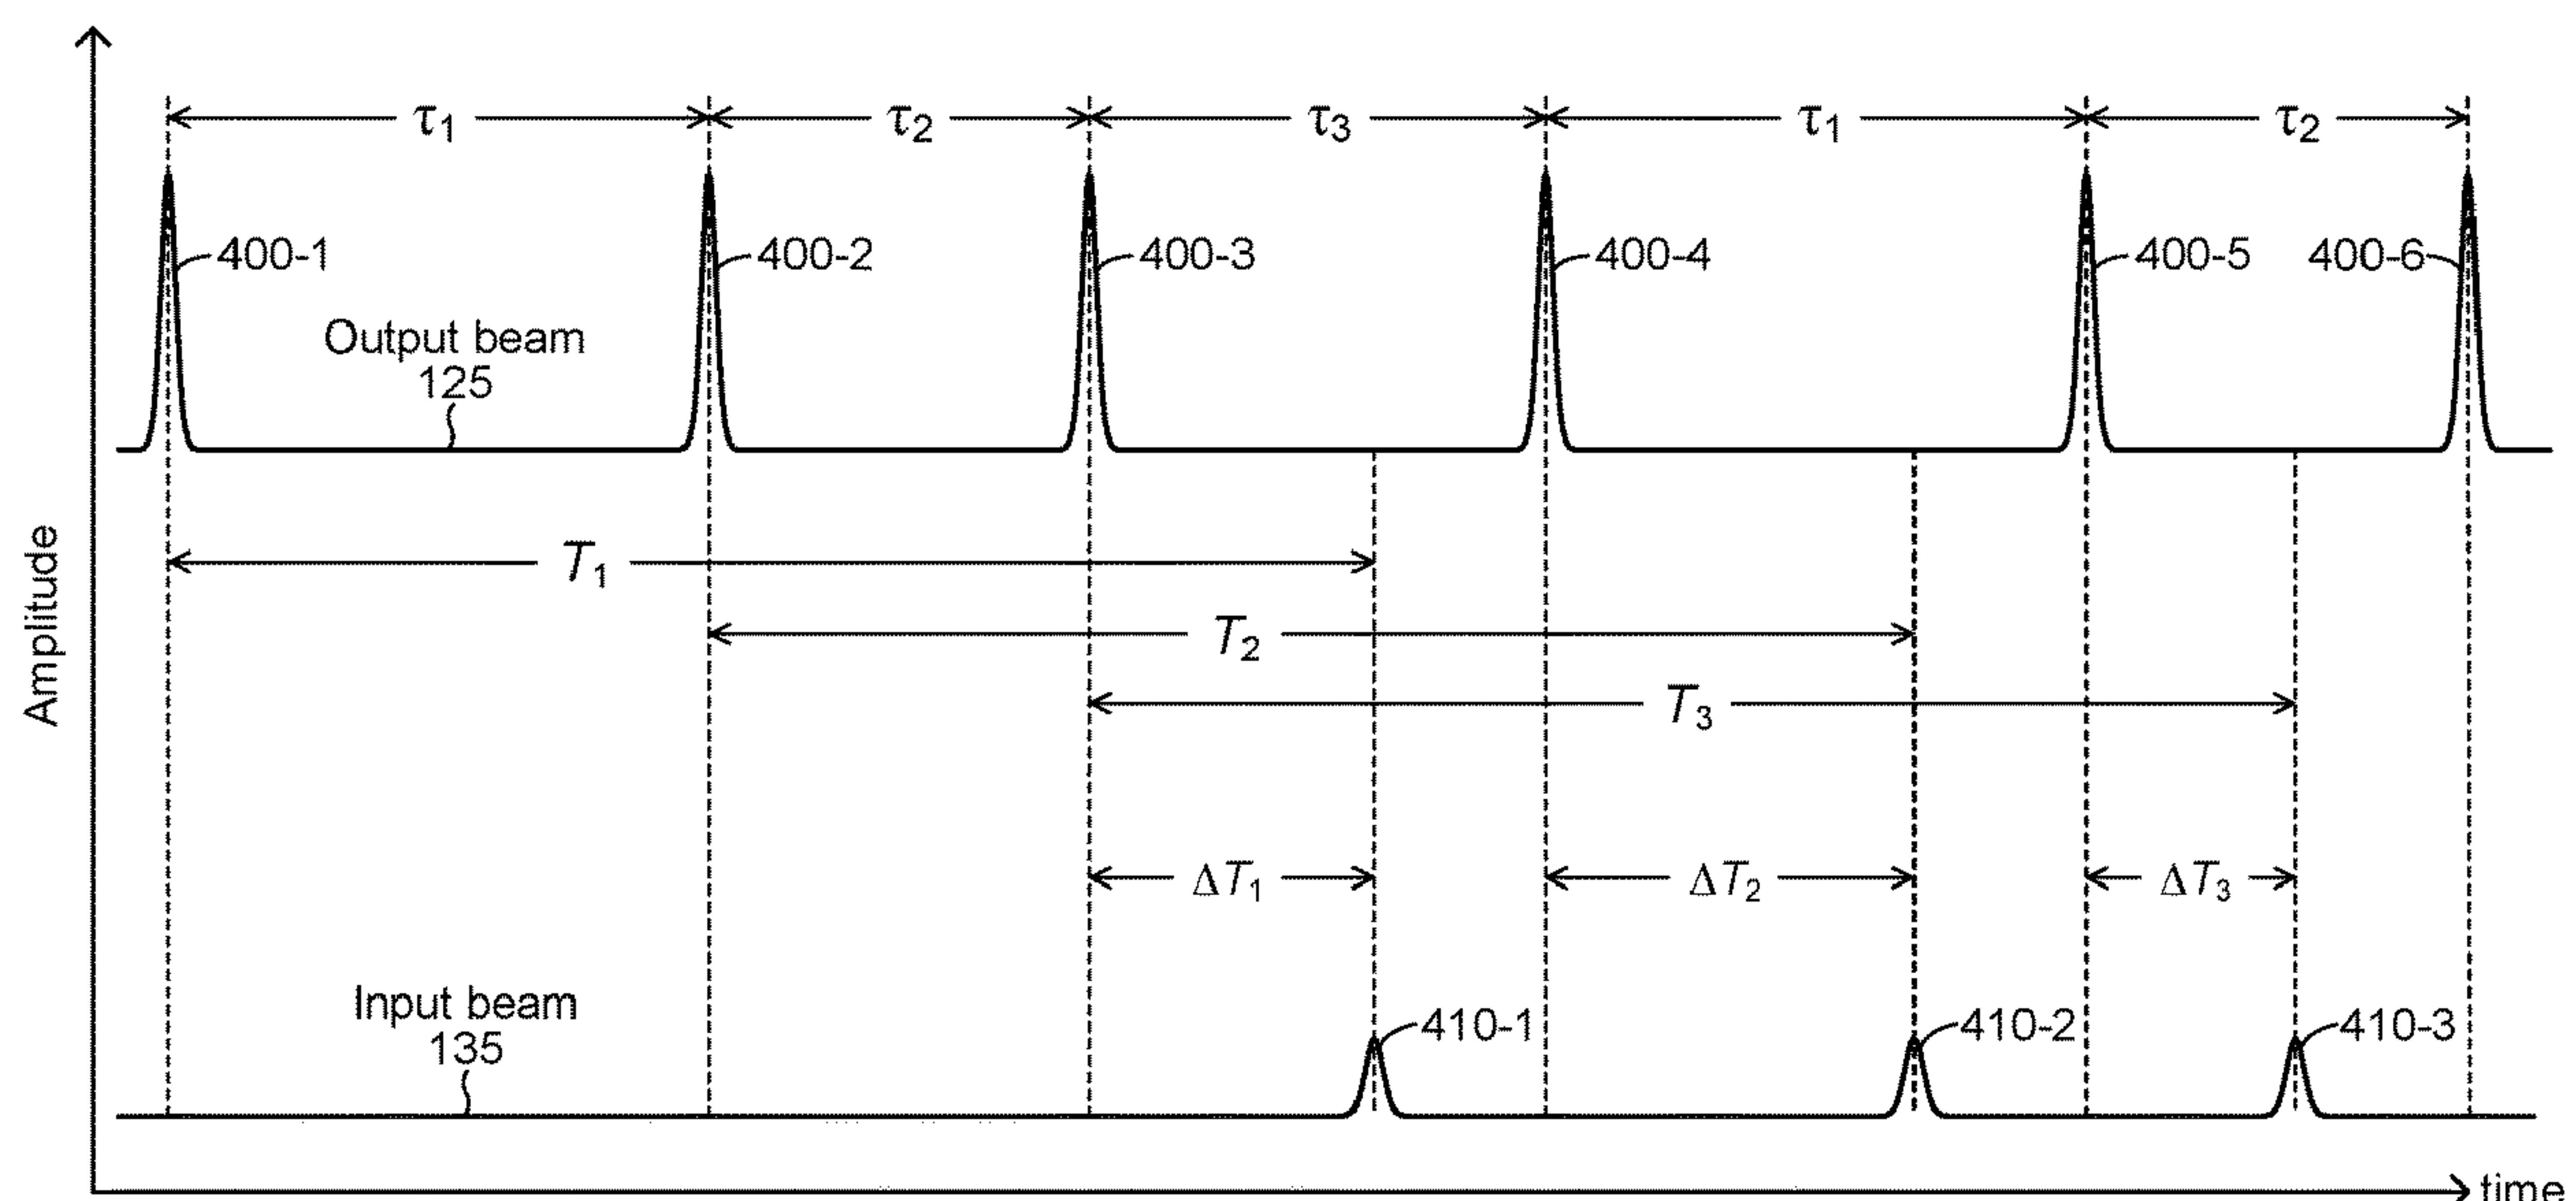 τ1 τ2 τ3 τ1 τ2
400-1 400-2 400-3 400-4 400-5 400-6
Output beam
125
T1
T2
T3
Amplitude
ΔT1 ΔT2 ΔT3
Input beam
135
410-1 410-2 410-3
time